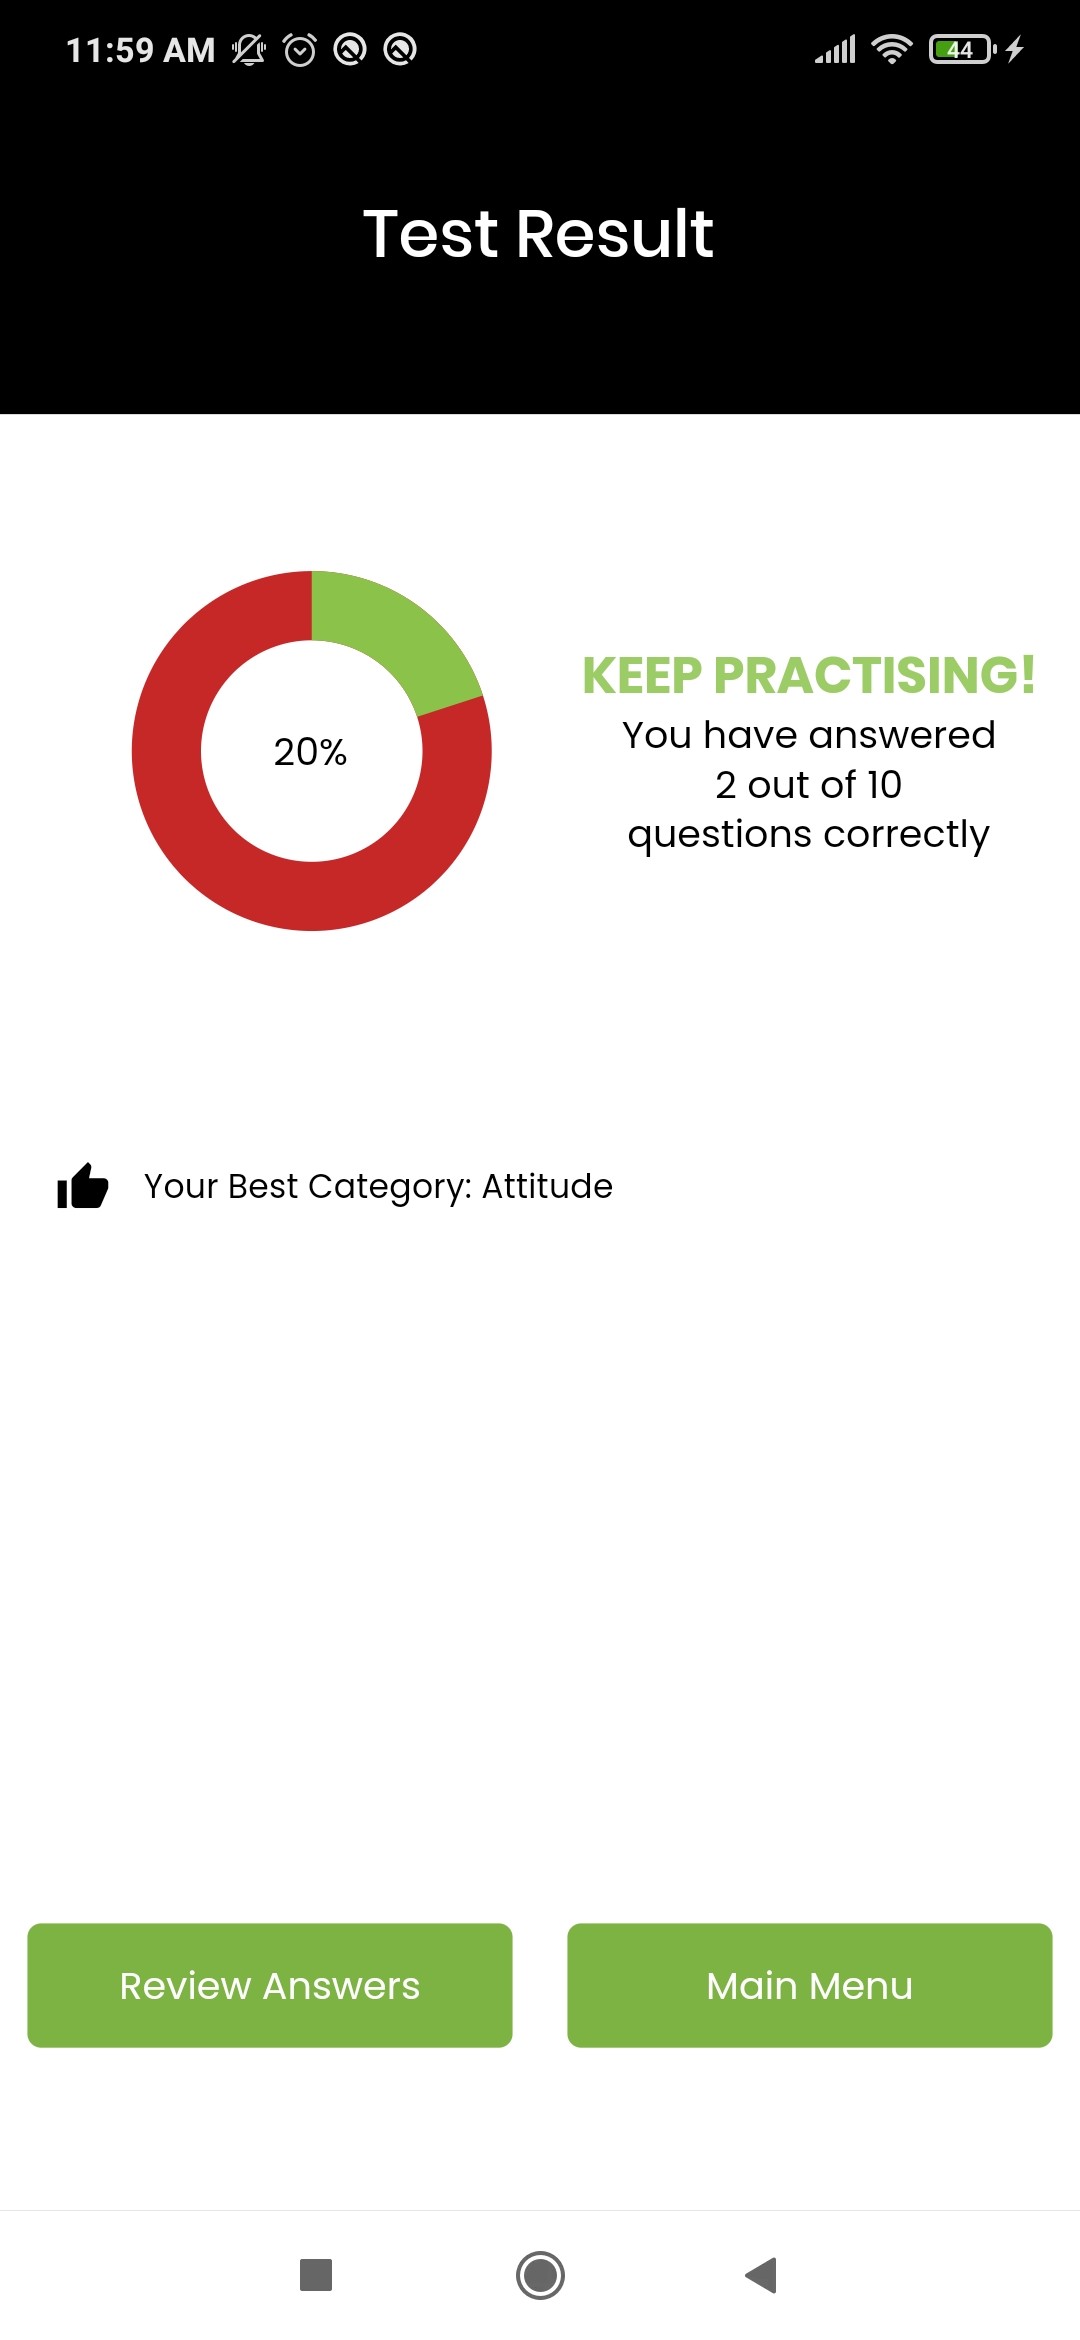 11:59 AM
44
Test Result
20%
KEEP PRACTISING!
You have answered
2 out of 10
questions correctly
Your Best Category: Attitude
Review Answers
Main Menu